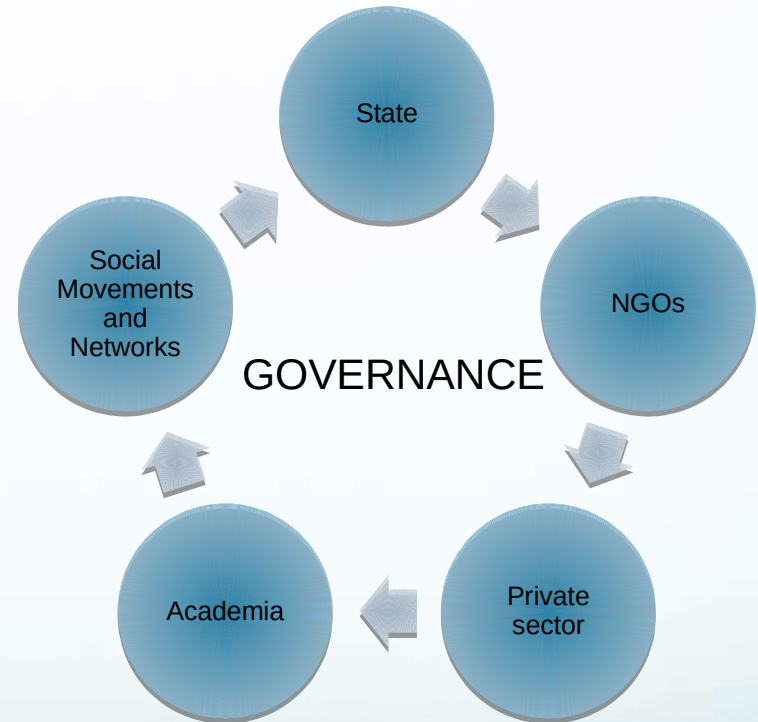 State
NGOs
Social
Movements
and
Networks
GOVERNANCE
Private
sector
Academia